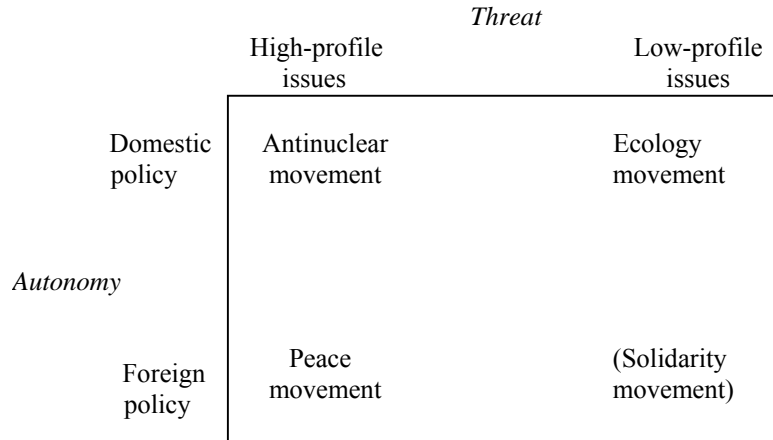 Threat
High-profile issues
Low-profile issues
Domestic policy
Antinuclear movement
Ecology movement
Autonomy
Foreign policy
Peace movement
(Solidarity movement)